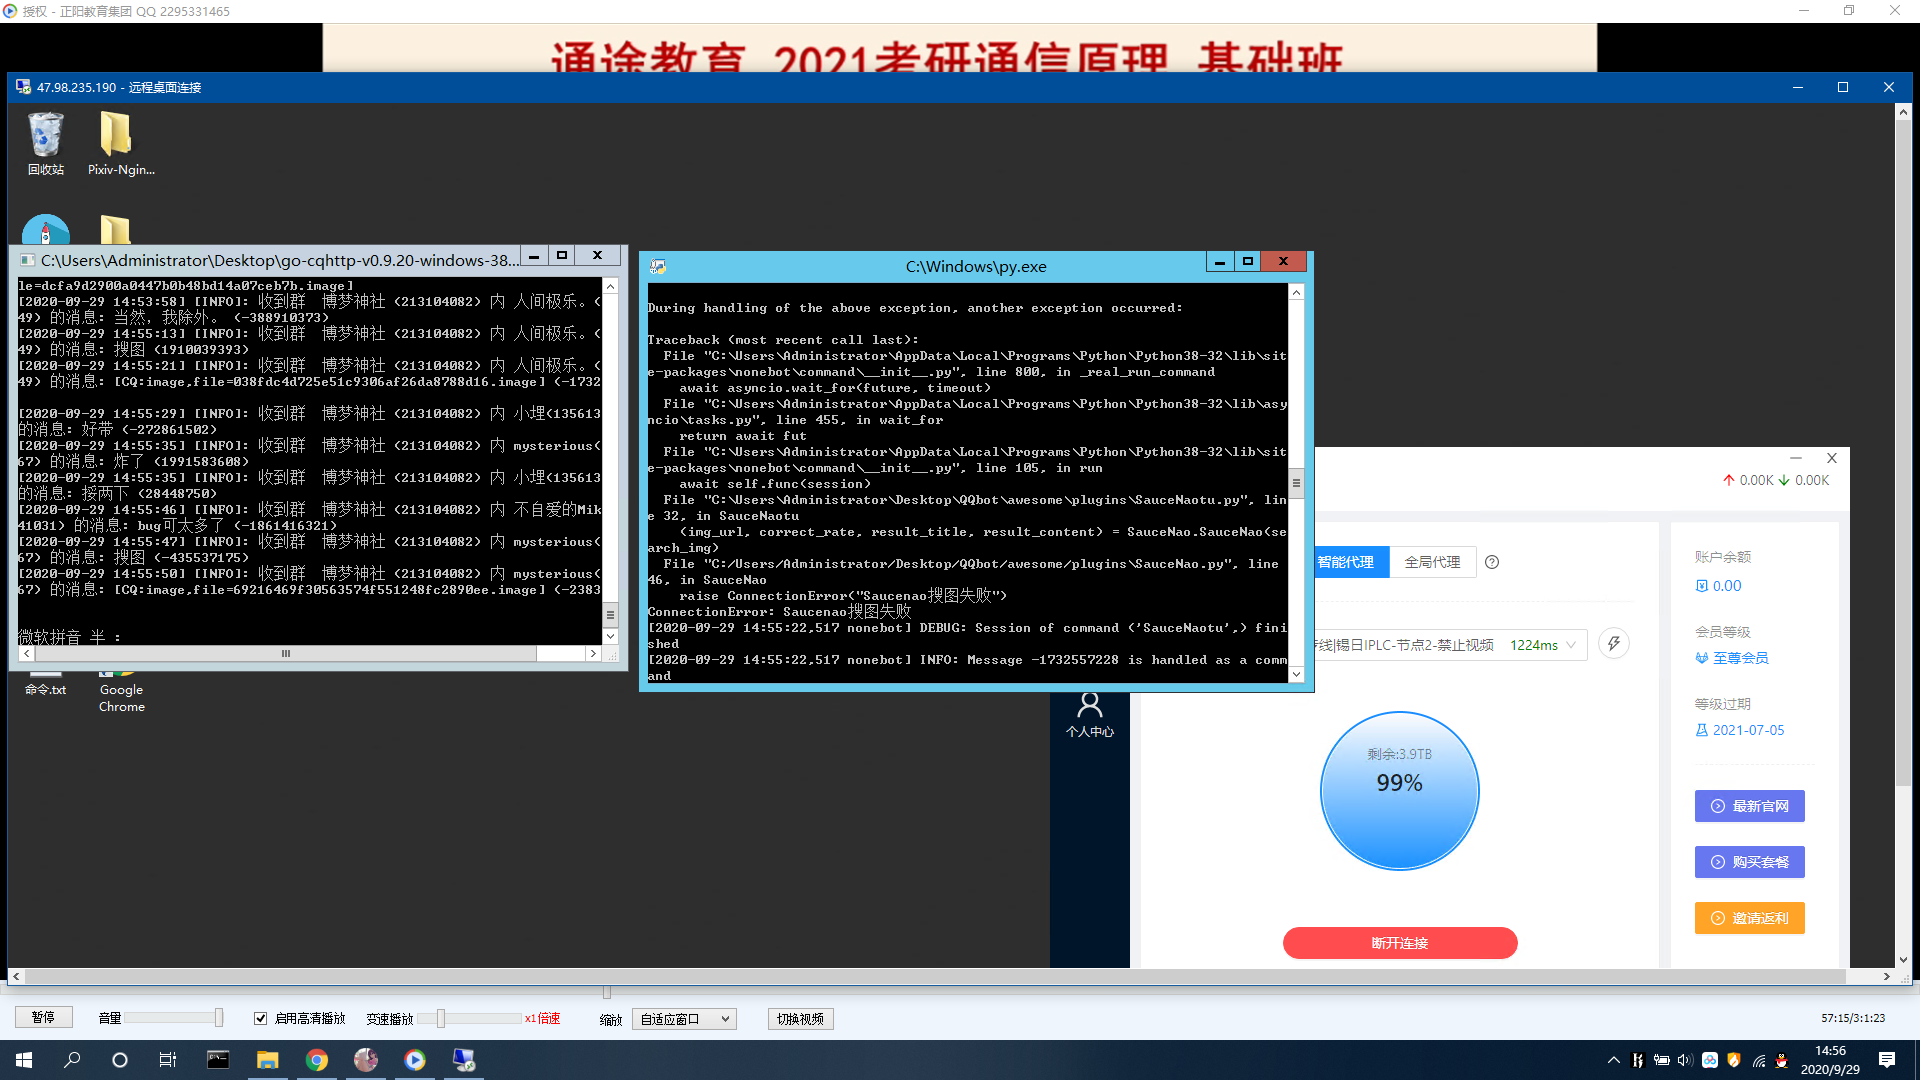 授权 - 正阳教育集团 QQ 2295331465
通途教育 2021考研通信原理 基础班
47.98.235.190 - 远程桌面连接
回收站
Pixiv-Ngin...
C:\Users\Administrator\Desktop\go-cqhttp-v0.9.20-windows-38...
le=dcfa9d2900a0447b0b48bd14a07ceb7b.image]
[2020-09-29 14:53:58] [INFO]: 收到群 博梦神社 (213104082) 内 人间极乐。(
49) 的消息: 当然，我除外。 (-388910373)
[2020-09-29 14:55:13] [INFO]: 收到群 博梦神社 (213104082) 内 人间极乐。(
49) 的消息: 搜图 (1910039393)
[2020-09-29 14:55:21] [INFO]: 收到群 博梦神社 (213104082) 内 人间极乐。(
49) 的消息: [CQ:image,file=038fdc4d725e51c9306af26da8788d16.image] (-1732
[2020-09-29 14:55:29] [INFO]: 收到群 博梦神社 (213104082) 内 小埋(135613
的消息: 好带 (-272861502)
[2020-09-29 14:55:35] [INFO]: 收到群 博梦神社 (213104082) 内 mysterious(
67) 的消息: 炸了 (1991583608)
[2020-09-29 14:55:35] [INFO]: 收到群 博梦神社 (213104082) 内 小埋(135613
的消息: 挼两下 (28448750)
[2020-09-29 14:55:46] [INFO]: 收到群 博梦神社 (213104082) 内 不自爱的Mik
41031) 的消息: bug可太多了 (-1861416321)
[2020-09-29 14:55:47] [INFO]: 收到群 博梦神社 (213104082) 内 mysterious(
67) 的消息: 搜图 (-435537175)
[2020-09-29 14:55:50] [INFO]: 收到群 博梦神社 (213104082) 内 mysterious(
67) 的消息: [CQ:image,file=69216469f30563574f551248fc2890ee.image] (-2383
微软拼音 半 :
命令.txt
Google
Chrome
C:\Windows\py.exe
During handling of the above exception, another exception occurred:
Traceback (most recent call last):
File "C:\Users\Administrator\AppData\Local\Programs\Python\Python38-32\lib\sit
e-packages\nonebot\command\__init__.py", line 800, in _real_run_command
await asyncio.wait_for(future, timeout)
File "C:\Users\Administrator\AppData\Local\Programs\Python\Python38-32\lib\asy
ncio\tasks.py", line 455, in wait_for
return await fut
File "C:\Users\Administrator\AppData\Local\Programs\Python\Python38-32\lib\sit
e-packages\nonebot\command\__init__.py", line 105, in run
await self.func(session)
File "C:\Users\Administrator\Desktop\QQbot\awesome\plugins\SauceNaotu.py", lin
e 32, in SauceNaotu
(img_url, correct_rate, result_title, result_content) = SauceNao.SauceNao(se
arch_img)
File "C:/Users/Administrator/Desktop/QQbot/awesome/plugins\SauceNao.py", line
46, in SauceNao
raise ConnectionError("Saucenao搜图失败")
ConnectionError: Saucenao搜图失败
[2020-09-29 14:55:22,517 nonebot] DEBUG: Session of command ('SauceNaotu',) fini
shed
[2020-09-29 14:55:22,517 nonebot] INFO: Message -1732557228 is handled as a comm
and
0.00K 0.00K
智能代理 全局代理
线|锡日IPLC-节点2-禁止视频 1224ms
个人中心
剩余:3.9TB
99%
断开连接
账户余额
0.00
会员等级
至尊会员
等级过期
2021-07-05
最新官网
购买套餐
邀请返利
暂停 音量 启用高清播放 变速播放 x1倍速 缩放 自适应窗口 切换视频 57:15/3:1:23
14:56
2020/9/29